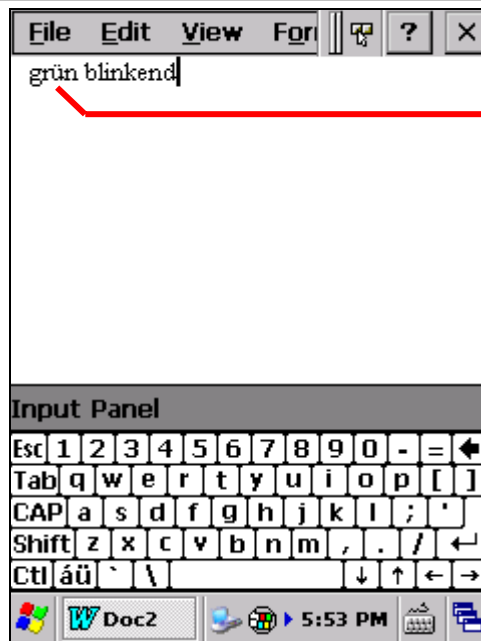 File Edit View For ? ×
grün blinkend
Input Panel
Esc 1 2 3 4 5 6 7 8 9 0 - =
Tab q w e r t y u i o p [ ]
CAP a s d f g h j k l ; '
Shift z x c v b n m , . /
Ctl áü ` \ ↓ ↑ ← →
Doc2 5:53 PM